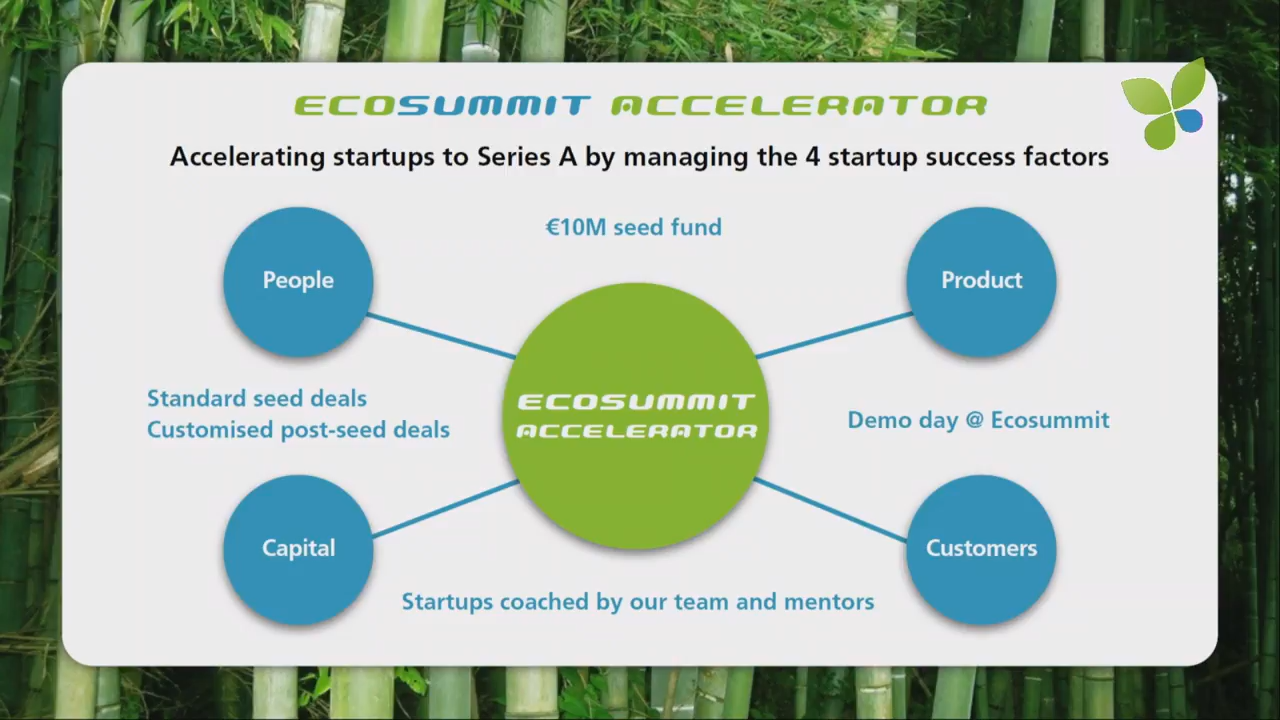 ECOSUMMIT ACCELERATOR
Accelerating startups to Series A by managing the 4 startup success factors
€10M seed fund
People
Product
Standard seed deals
Customised post-seed deals
ECOSUMMIT
ACCELERATOR
Demo day @ Ecosummit
Capital
Customers
Startups coached by our team and mentors